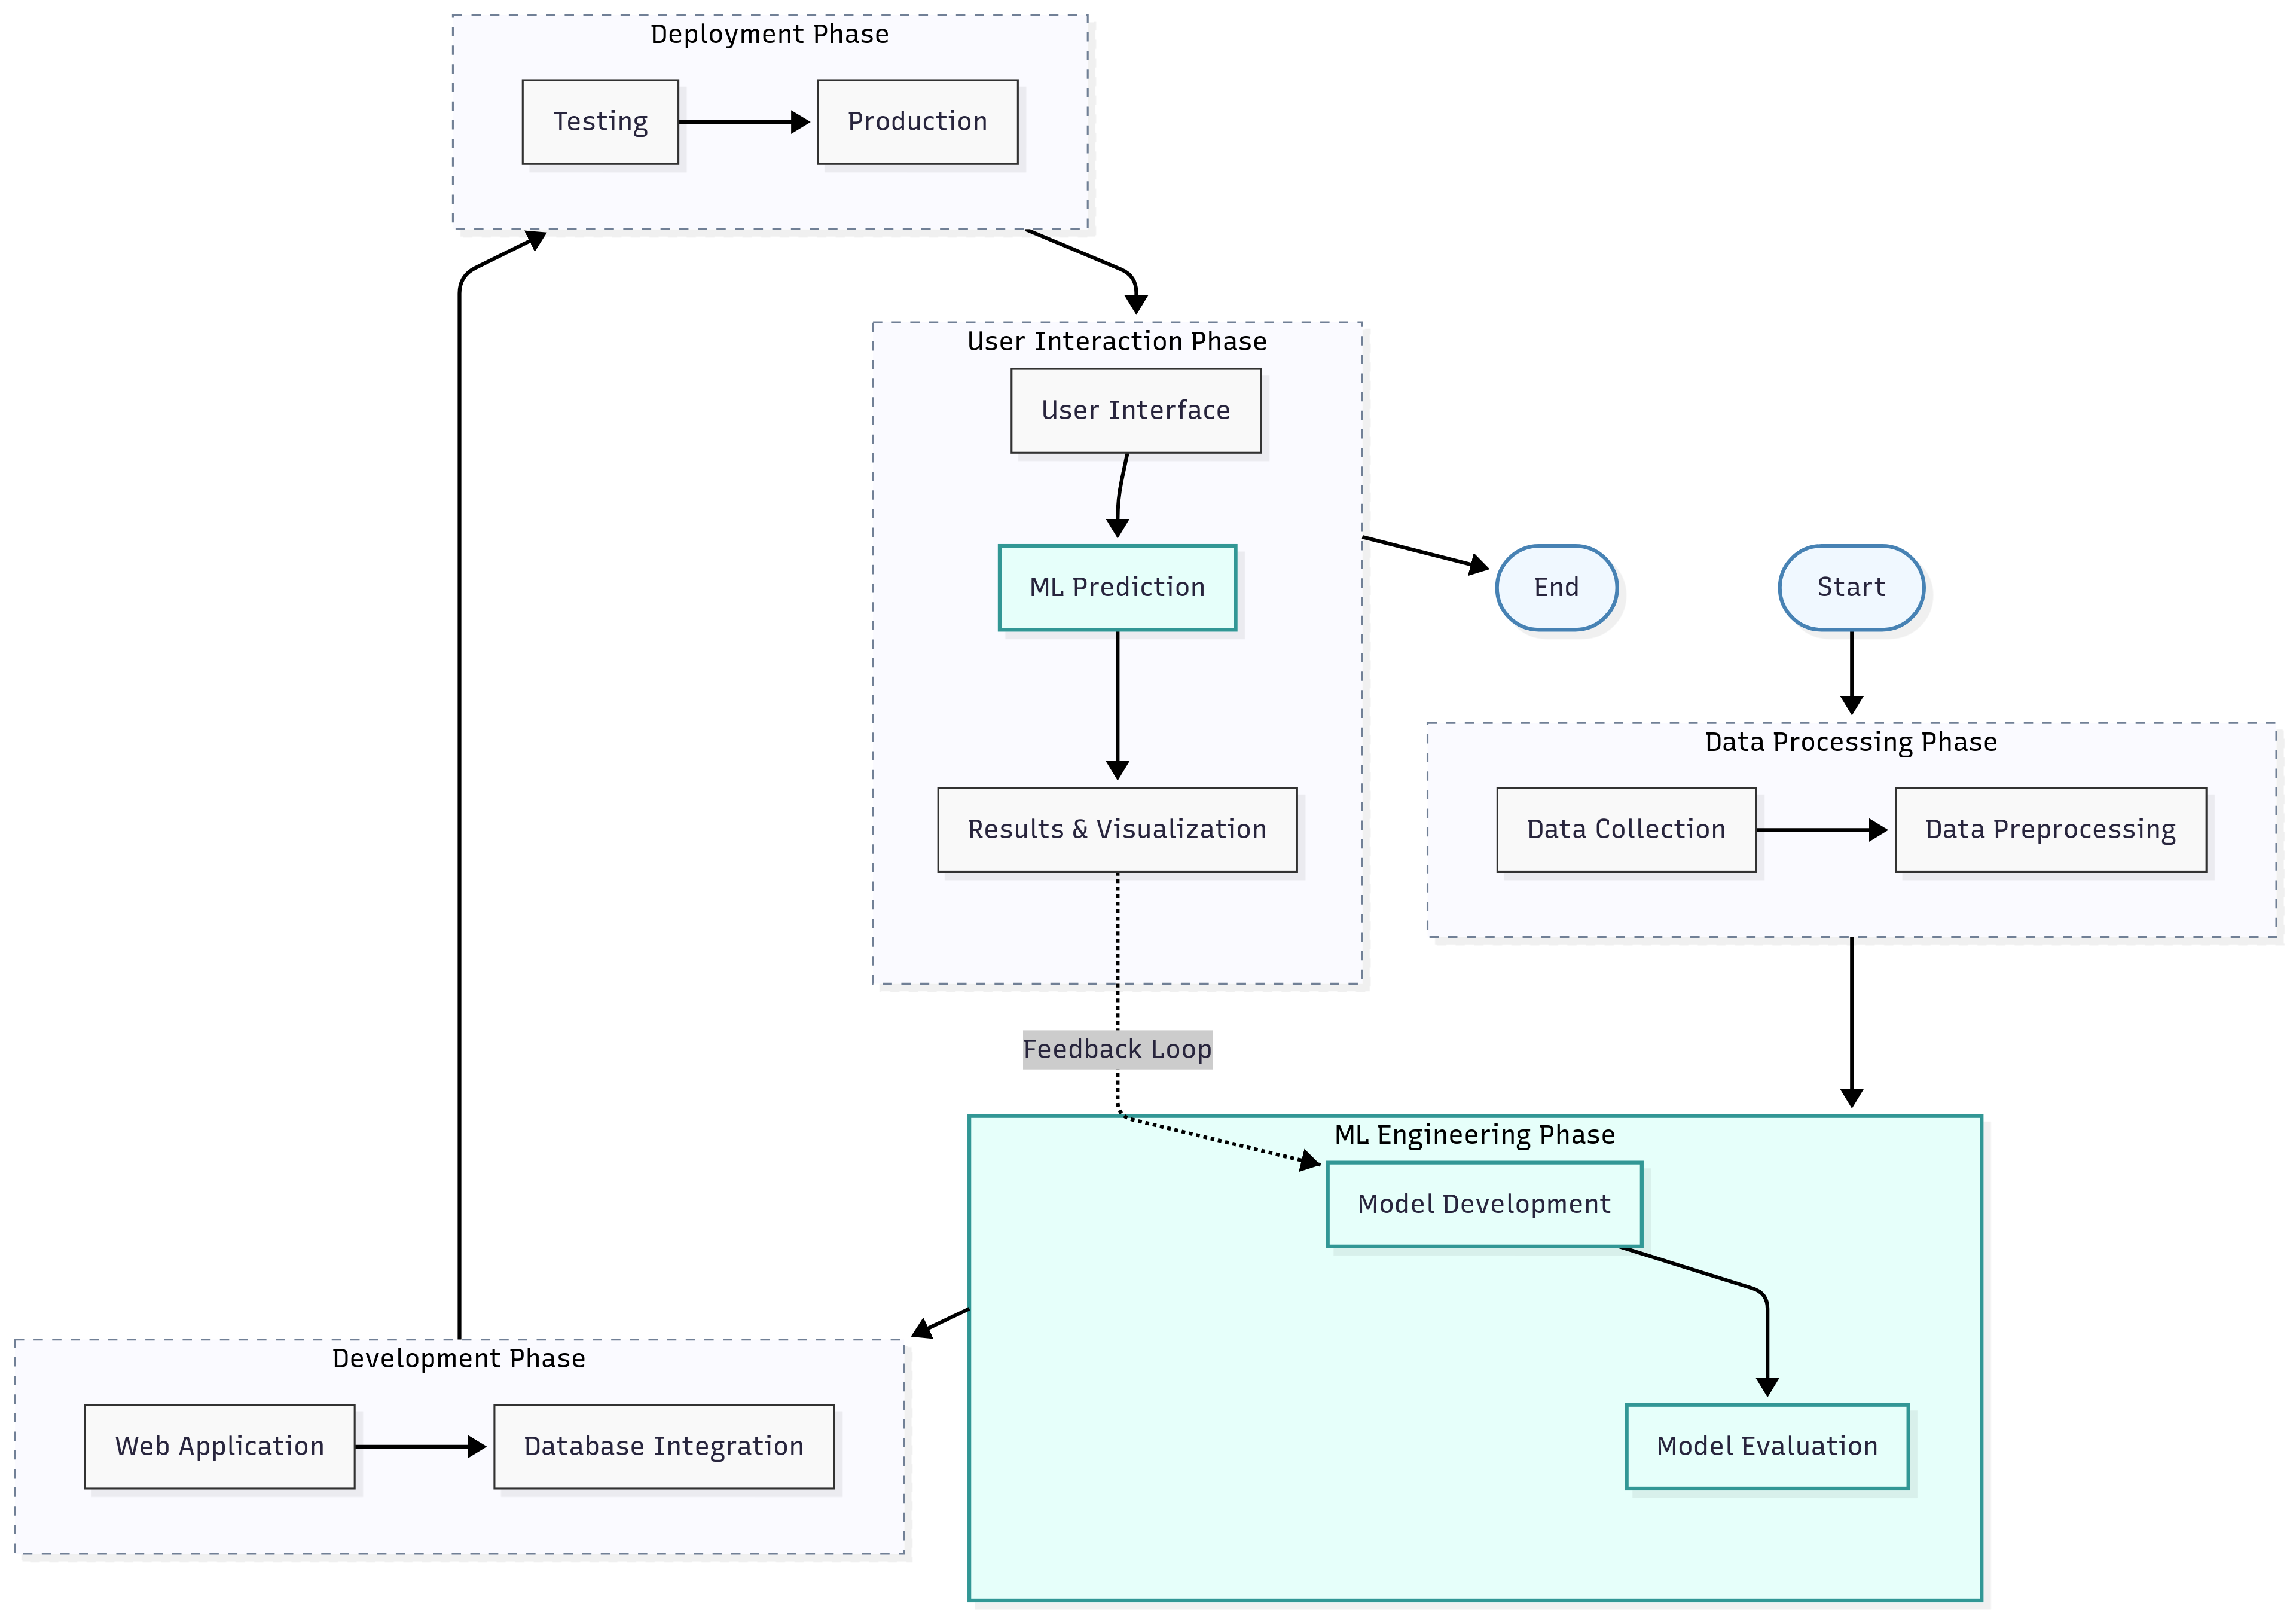 Deployment Phase
Testing
Production
User Interaction Phase
User Interface
ML Prediction
End
Start
Data Processing Phase
Results & Visualization
Data Collection
Data Preprocessing
Feedback Loop
ML Engineering Phase
Model Development
Development Phase
Web Application
Database Integration
Model Evaluation